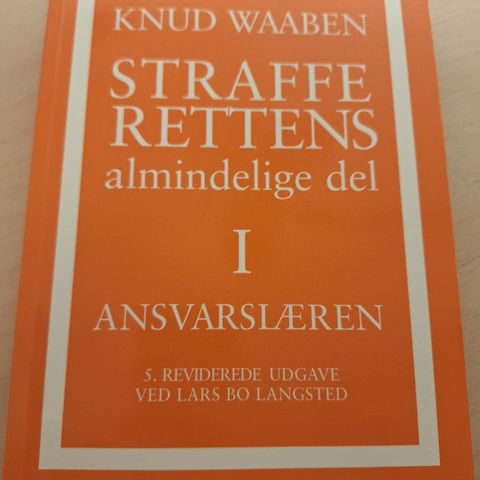 KNUD WAABEN
STRAFFE
RETTENS
almindelige del
I
ANSVARSLÆREN
5. REVIDEREDE UDGAVE
VED LARS BO LANGSTED